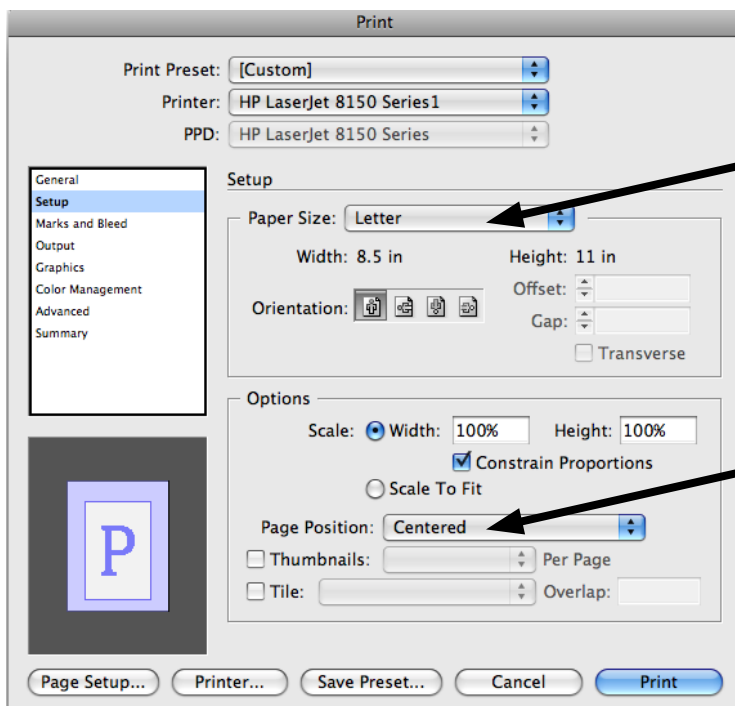 Print
Print Preset: [Custom]
Printer: HP LaserJet 8150 Series1
PPD: HP LaserJet 8150 Series
General
Setup
Marks and Bleed
Output
Graphics
Color Management
Advanced
Summary
Setup
Paper Size: Letter
Width: 8.5 in Height: 11 in
Orientation: Offset:
Gap:
Transverse
Options
Scale: Width: 100% Height: 100%
Constrain Proportions
Scale To Fit
Page Position: Centered
Thumbnails: Per Page
Tile: Overlap:
P
Page Setup... Printer... Save Preset... Cancel Print